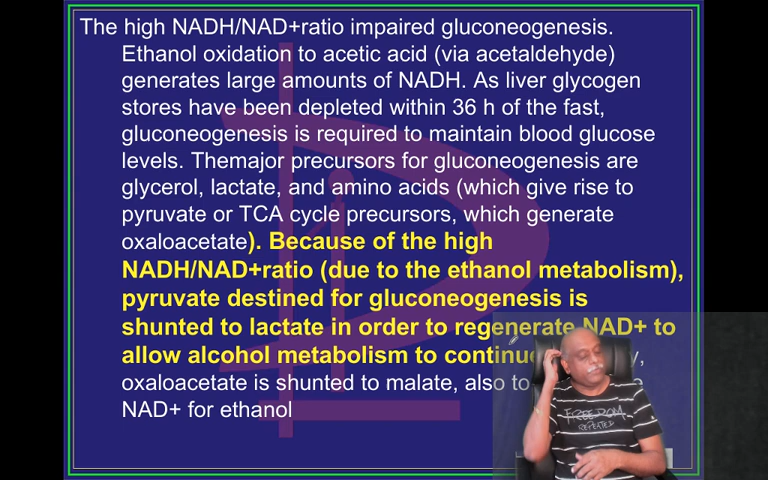 The high NADH/NAD+ratio impaired gluconeogenesis.
Ethanol oxidation to acetic acid (via acetaldehyde)
generates large amounts of NADH. As liver glycogen
stores have been depleted within 36 h of the fast,
gluconeogenesis is required to maintain blood glucose
levels. Themajor precursors for gluconeogenesis are
glycerol, lactate, and amino acids (which give rise to
pyruvate or TCA cycle precursors, which generate
oxaloacetate). Because of the high
NADH/NAD+ratio (due to the ethanol metabolism),
pyruvate destined for gluconeogenesis is
shunted to lactate in order to regenerate NAD+ to
allow alcohol metabolism to continue
oxaloacetate is shunted to malate, also to
NAD+ for ethanol
FREEDOM
REPEATED